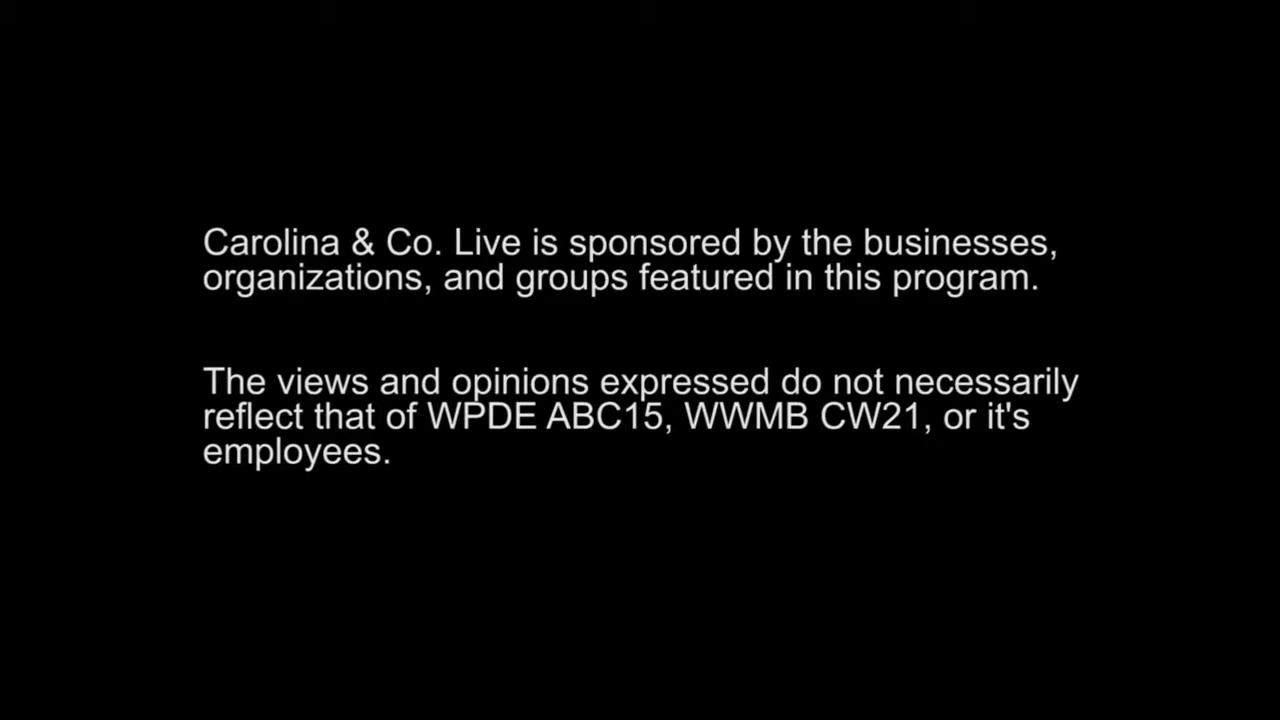 Carolina & Co. Live is sponsored by the businesses,
organizations, and groups featured in this program.
The views and opinions expressed do not necessarily
reflect that of WPDE ABC15, WWMB CW21, or it's
employees.